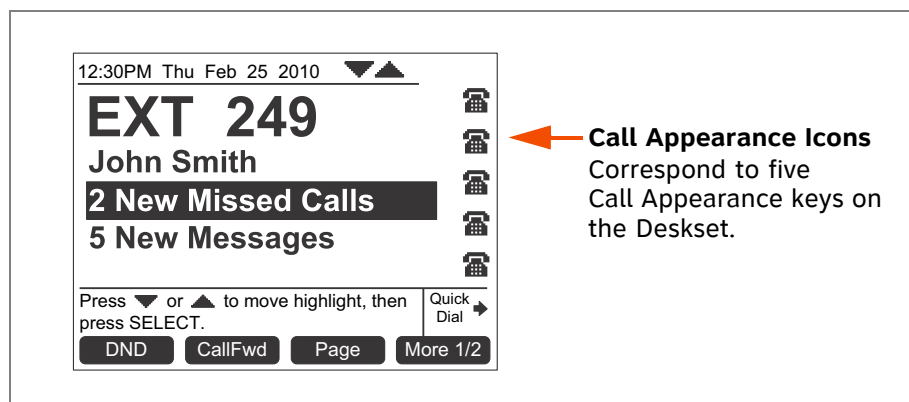 12:30PM Thu Feb 25 2010
EXT 249
John Smith
2 New Missed Calls
5 New Messages
Press or to move highlight, then
press SELECT.
Quick
Dial
DND CallFwd Page More 1/2
Call Appearance Icons
Correspond to five
Call Appearance keys on
the Deskset.